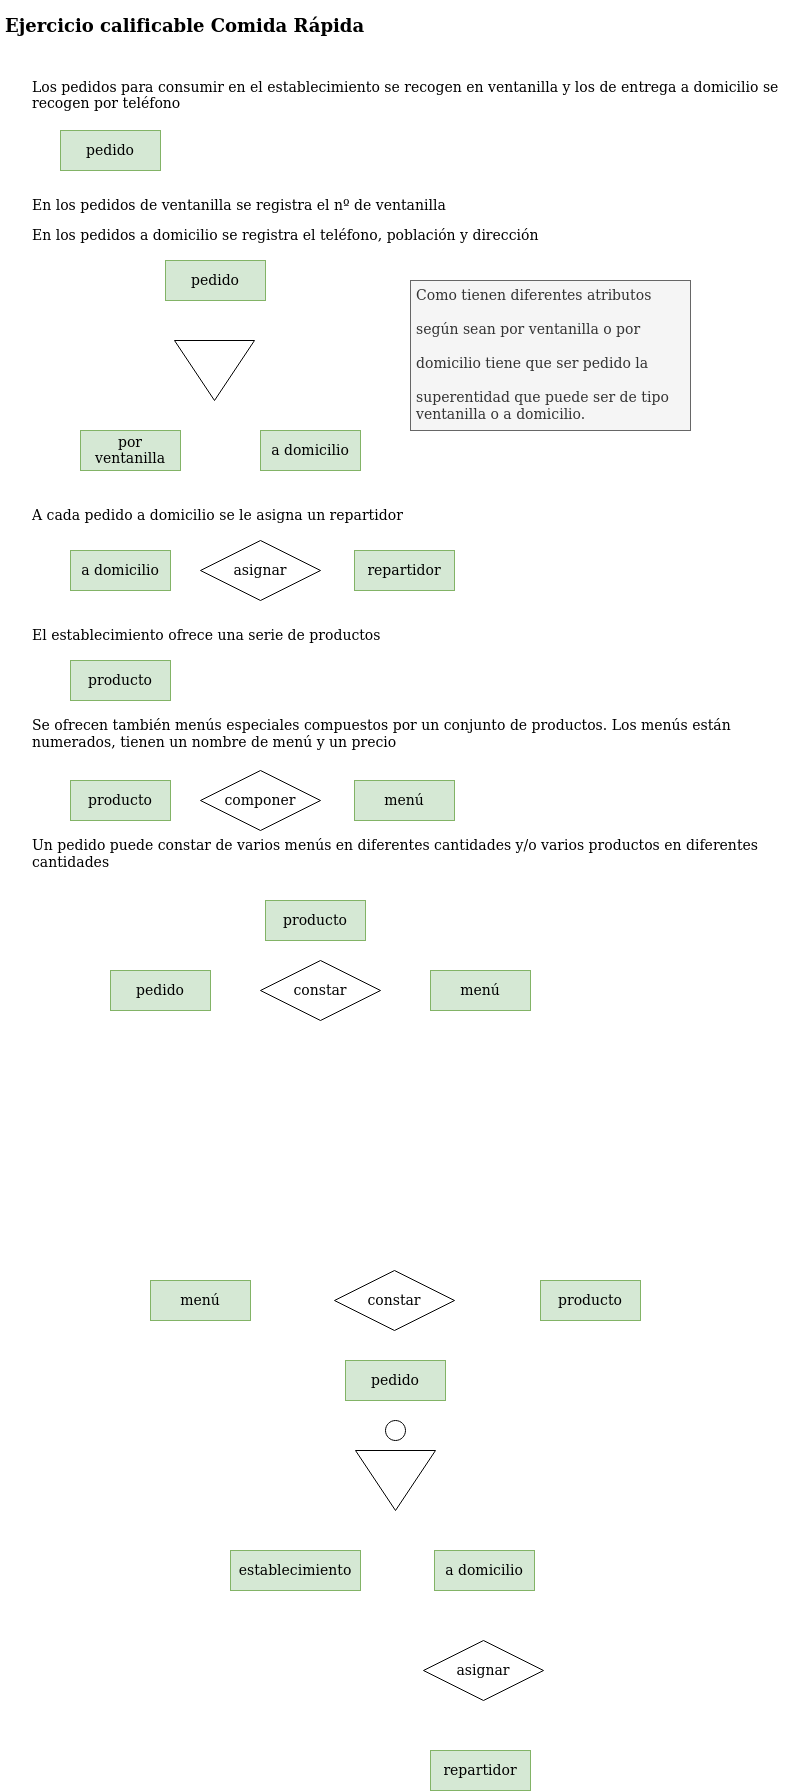 Ejercicio calificable Comida Rápida
Los pedidos para consumir en el establecimiento se recogen en ventanilla y los de entrega a domicilio se
recogen por teléfono
pedido
En los pedidos de ventanilla se registra el nº de ventanilla
En los pedidos a domicilio se registra el teléfono, población y dirección
pedido
Como tienen diferentes atributos
según sean por ventanilla o por
domicilio tiene que ser pedido la
superentidad que puede ser de tipo
ventanilla o a domicilio.
por
ventanilla
a domicilio
A cada pedido a domicilio se le asigna un repartidor
a domicilio
asignar
repartidor
El establecimiento ofrece una serie de productos
producto
Se ofrecen también menús especiales compuestos por un conjunto de productos. Los menús están
numerados, tienen un nombre de menú y un precio
producto
componer
menú
Un pedido puede constar de varios menús en diferentes cantidades y/o varios productos en diferentes
cantidades
producto
pedido
constar
menú
menú
constar
producto
pedido
establecimiento
a domicilio
asignar
repartidor